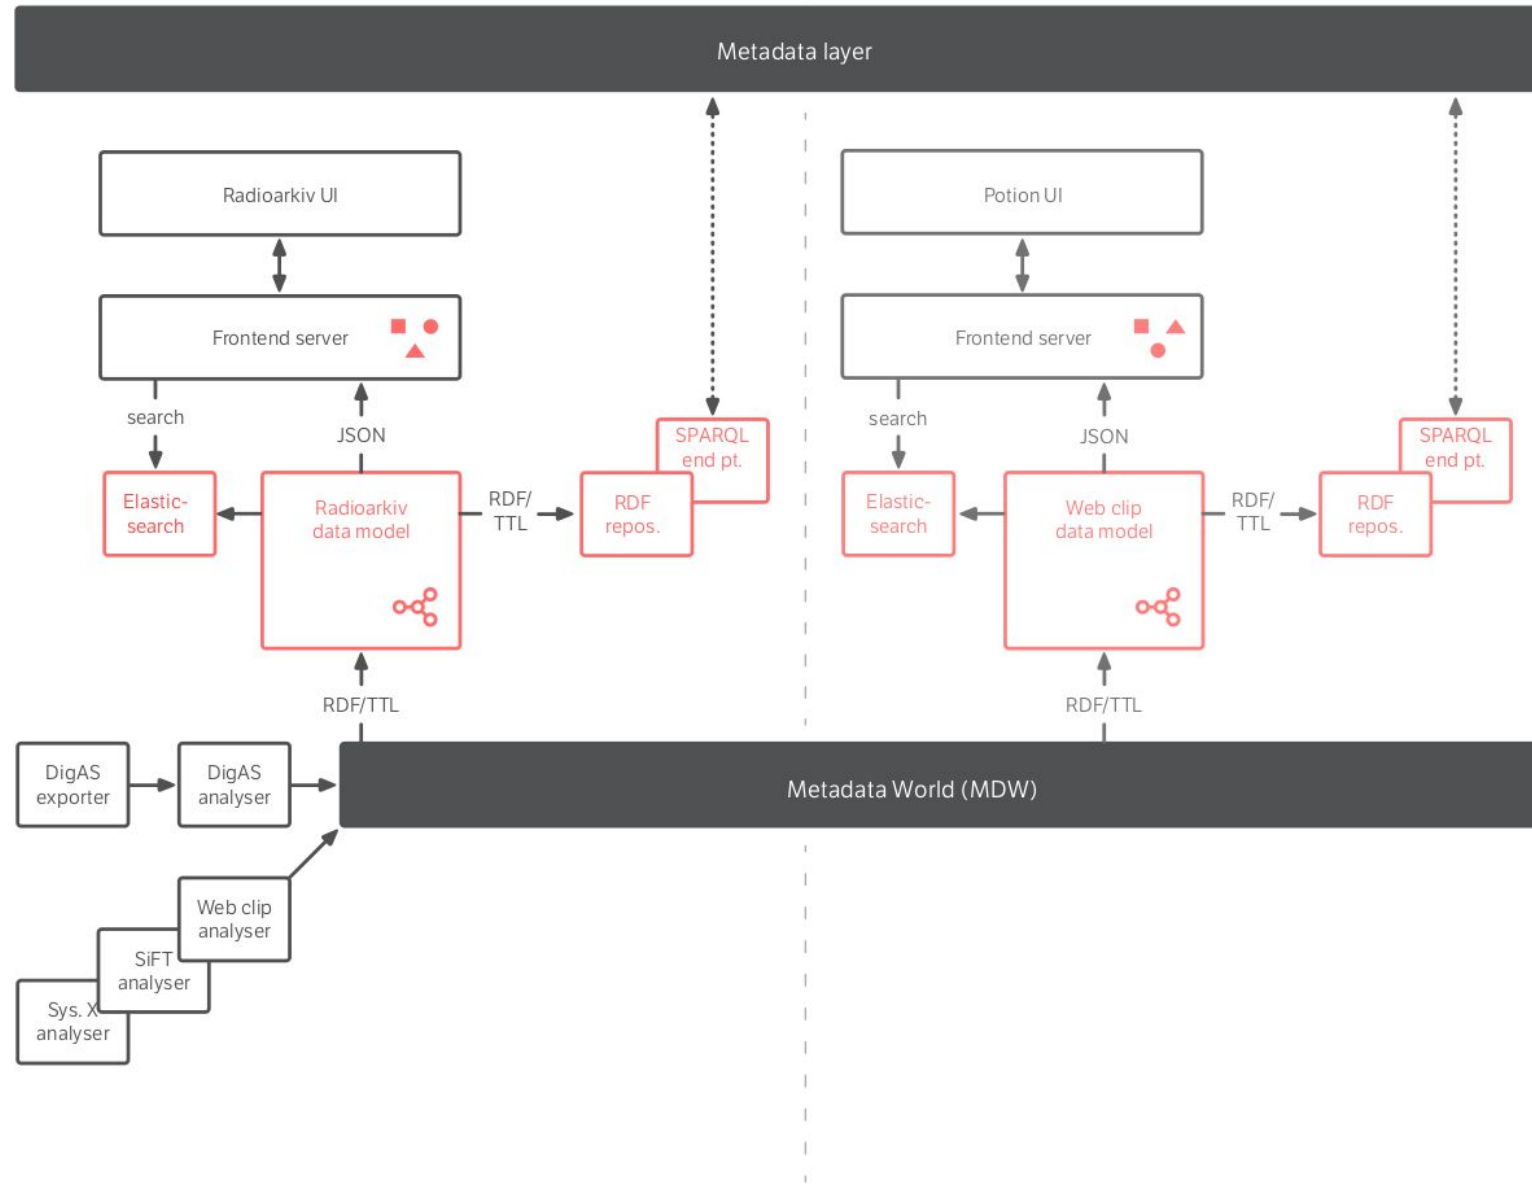 Metadata layer
Radioarkiv UI
Frontend server
search
JSON
Elastic-
search
Radioarkiv
data model
RDF/
TTL
SPARQL
end pt.
RDF
repos.
RDF/TTL
Potion UI
Frontend server
search
JSON
Elastic-
search
Web clip
data model
RDF/
TTL
SPARQL
end pt.
RDF
repos.
RDF/TTL
DigAS
exporter
DigAS
analyser
Metadata World (MDW)
Web clip
analyser
SiFT
analyser
Sys. X
analyser